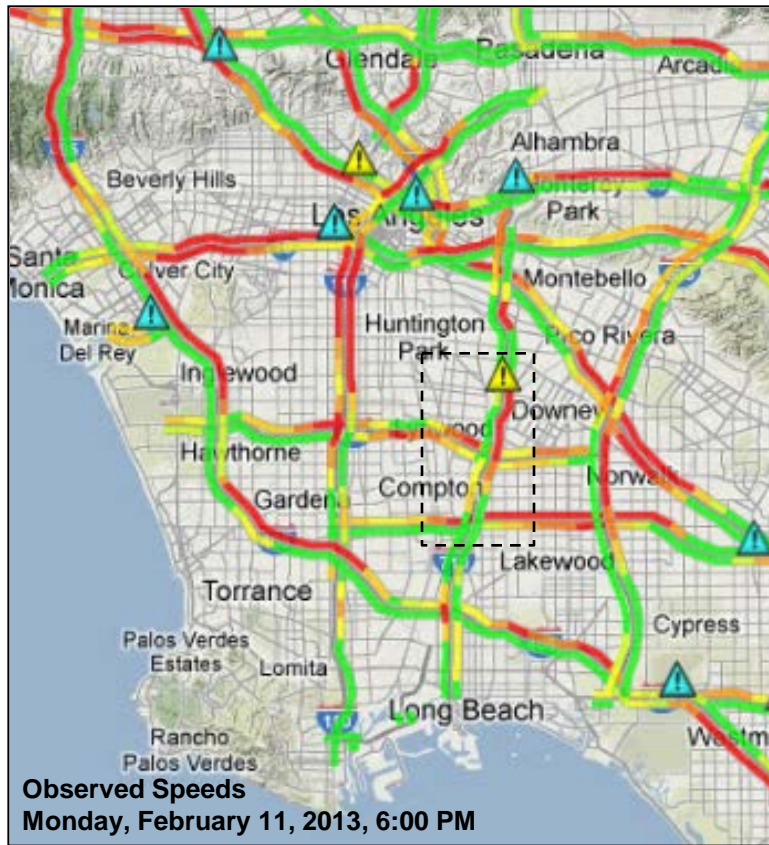 Glendale
Pasadena
Arcadia
Beverly Hills
Alhambra
Monterey
Park
Los Angeles
Santa
Monica
Culver City
Montebello
Marina
Del Rey
Huntington
Park
Pico Rivera
Inglewood
Downey
Lynwood
Hawthorne
Norwalk
Compton
Gardena
Lakewood
Torrance
Cypress
Palos Verdes
Estates
Lomita
Long Beach
Rancho
Palos Verdes
Westm
Observed Speeds
Monday, February 11, 2013, 6:00 PM